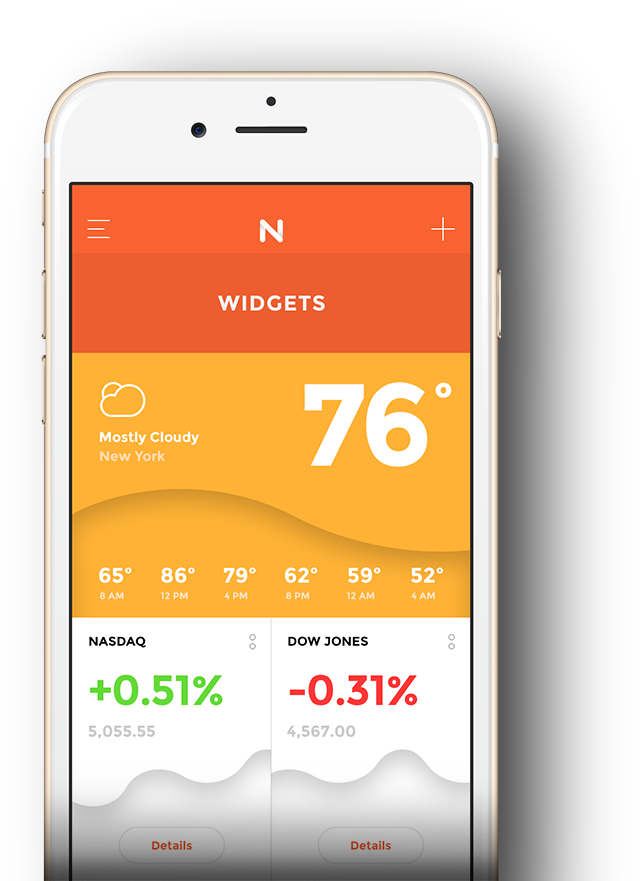 N
WIDGETS
76°
Mostly Cloudy
New York
65° 86° 79° 62° 59° 52°
8 AM 12 PM 4 PM 8 PM 12 AM 4 AM
NASDAQ
+0.51%
5,055.55
DOW JONES
-0.31%
4,567.00
Details
Details